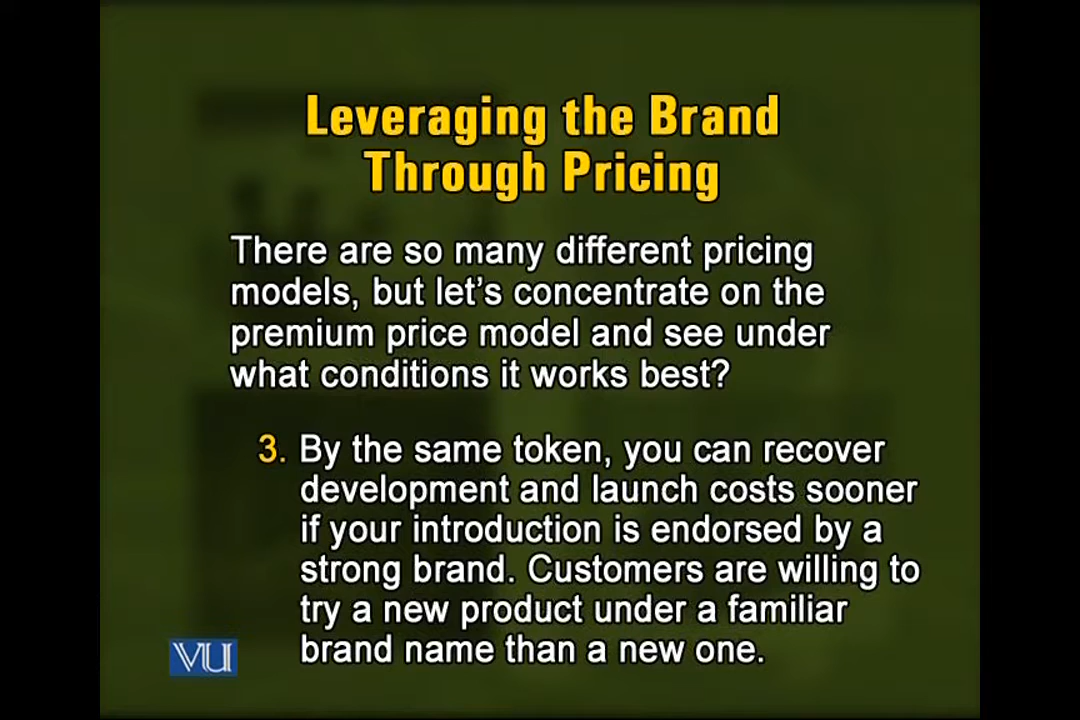 Leveraging the Brand
Through Pricing
There are so many different pricing
models, but let's concentrate on the
premium price model and see under
what conditions it works best?
3. By the same token, you can recover
development and launch costs sooner
if your introduction is endorsed by a
strong brand. Customers are willing to
try a new product under a familiar
brand name than a new one.
VU